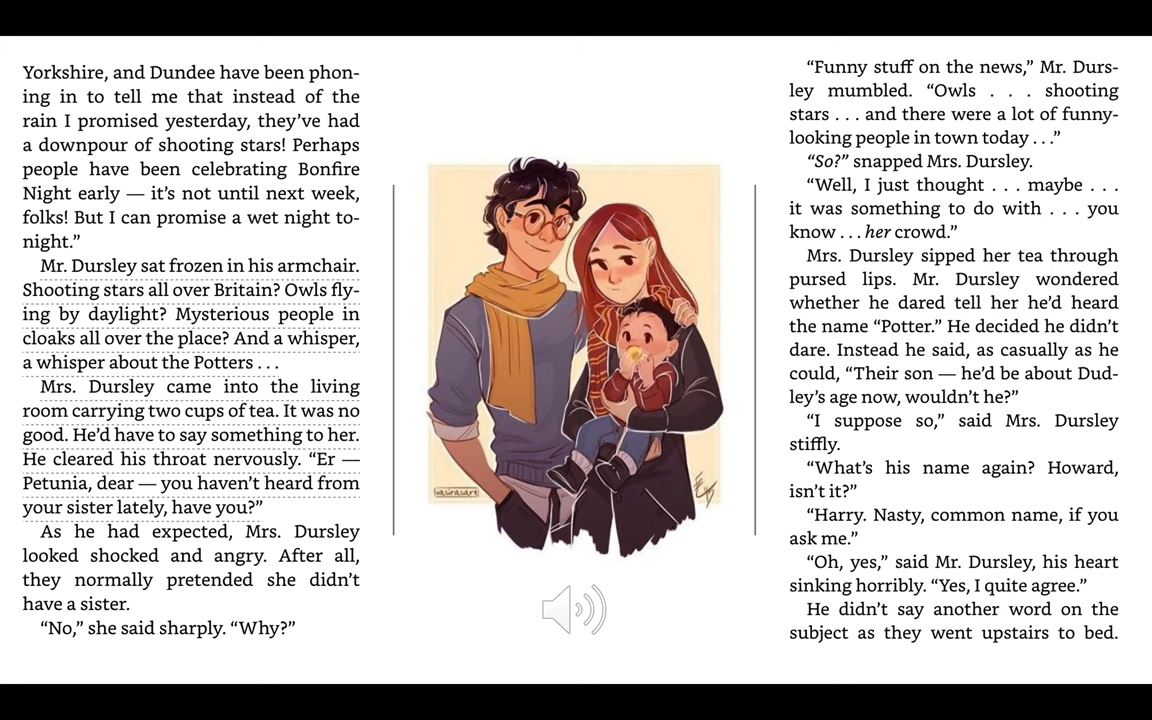 Yorkshire, and Dundee have been phon-
ing in to tell me that instead of the
rain I promised yesterday, they’ve had
a downpour of shooting stars! Perhaps
people have been celebrating Bonfire
Night early — it’s not until next week,
folks! But I can promise a wet night to-
night.”
Mr. Dursley sat frozen in his armchair.
Shooting stars all over Britain? Owls fly-
ing by daylight? Mysterious people in
cloaks all over the place? And a whisper,
a whisper about the Potters . . .
Mrs. Dursley came into the living
room carrying two cups of tea. It was no
good. He’d have to say something to her.
He cleared his throat nervously. “Er —
Petunia, dear — you haven’t heard from
your sister lately, have you?”
As he had expected, Mrs. Dursley
looked shocked and angry. After all,
they normally pretended she didn’t
have a sister.
“No,” she said sharply. “Why?”
vasirasart
“Funny stuff on the news,” Mr. Durs-
ley mumbled. “Owls . . . shooting
stars . . . and there were a lot of funny-
looking people in town today . . .”
“So?” snapped Mrs. Dursley.
“Well, I just thought . . . maybe . . .
it was something to do with . . . you
know . . . her crowd.”
Mrs. Dursley sipped her tea through
pursed lips. Mr. Dursley wondered
whether he dared tell her he’d heard
the name “Potter.” He decided he didn’t
dare. Instead he said, as casually as he
could, “Their son — he’d be about Dud-
ley’s age now, wouldn’t he?”
“I suppose so,” said Mrs. Dursley
stiffly.
“What’s his name again? Howard,
isn’t it?”
“Harry. Nasty, common name, if you
ask me.”
“Oh, yes,” said Mr. Dursley, his heart
sinking horribly. “Yes, I quite agree.”
He didn’t say another word on the
subject as they went upstairs to bed.